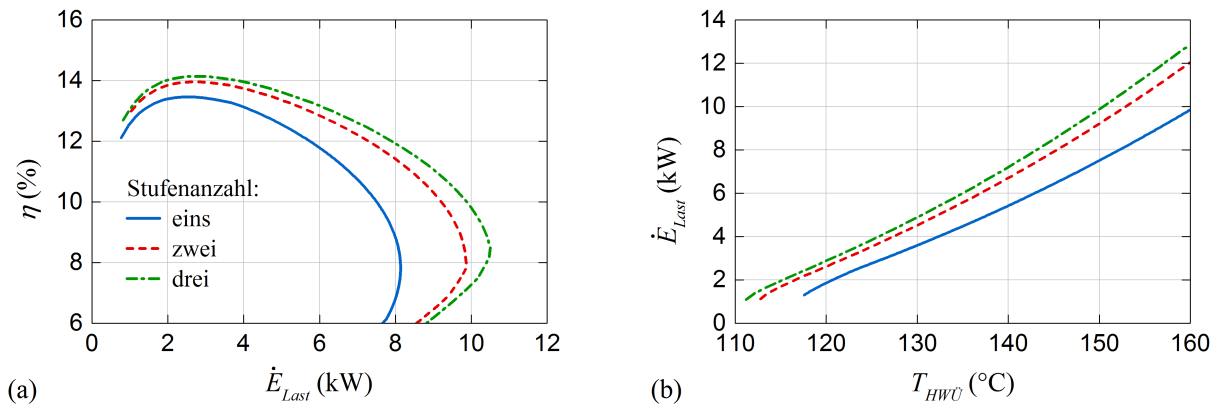 16
14
12
10
8
6
η (%)
Stufenanzahl:
eins
zwei
drei
0 2 4 6 8 10 12
Ė_Last (kW)
(a)
14
12
10
8
6
4
2
0
Ė_Last (kW)
110 120 130 140 150 160
T_HWÜ (°C)
(b)